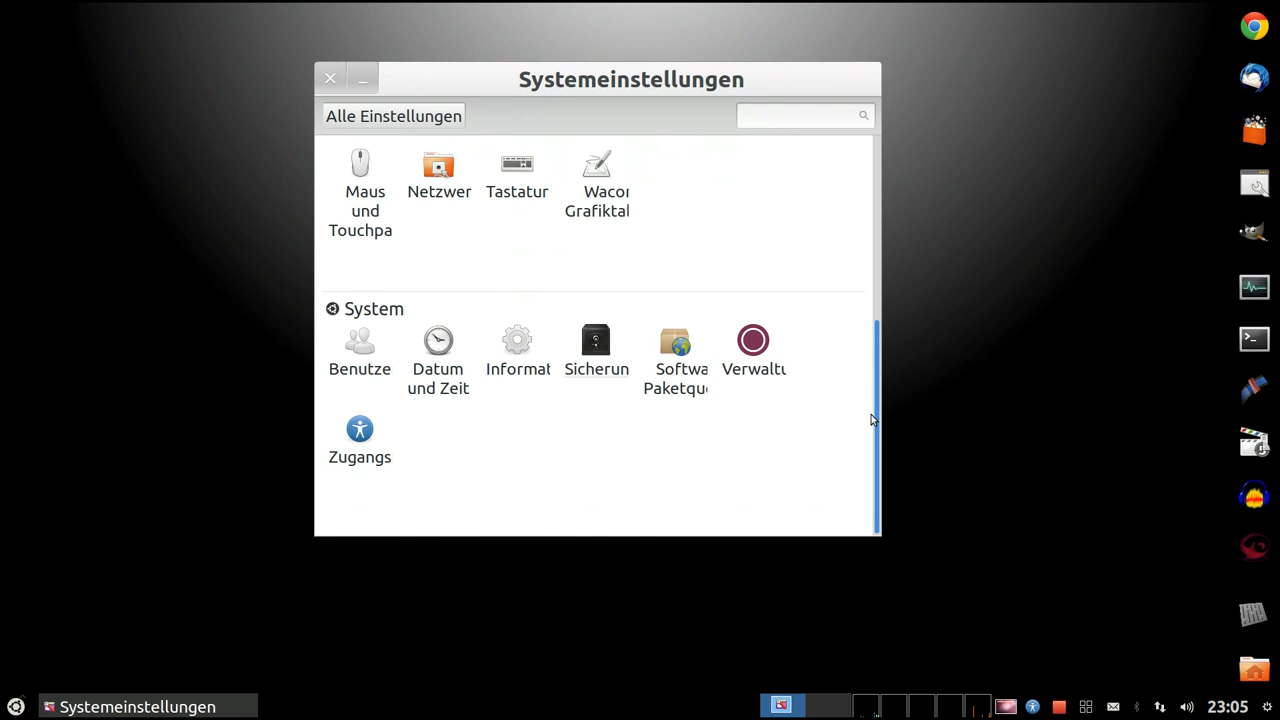 Systemeinstellungen
Alle Einstellungen
Maus und Touchpa
Netzwer
Tastatur
Wacor
Grafiktal
System
Benutze
Datum und Zeit
Informat
Sicherun
Softwa
Paketqu
Verwaltu
Zugangs
Systemeinstellungen
23:05